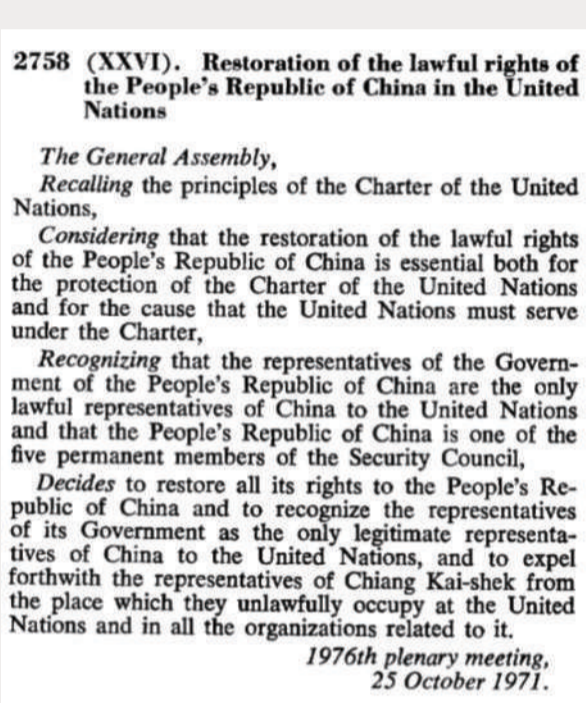 2758 (XXVI). Restoration of the lawful rights of
the People's Republic of China in the United
Nations
The General Assembly,
Recalling the principles of the Charter of the United
Nations,
Considering that the restoration of the lawful rights
of the People's Republic of China is essential both for
the protection of the Charter of the United Nations
and for the cause that the United Nations must serve
under the Charter,
Recognizing that the representatives of the Govern-
ment of the People's Republic of China are the only
lawful representatives of China to the United Nations
and that the People's Republic of China is one of the
five permanent members of the Security Council,
Decides to restore all its rights to the People's Re-
public of China and to recognize the representatives
of its Government as the only legitimate representa-
tives of China to the United Nations, and to expel
forthwith the representatives of Chiang Kai-shek from
the place which they unlawfully occupy at the United
Nations and in all the organizations related to it.
1976th plenary meeting,
25 October 1971.